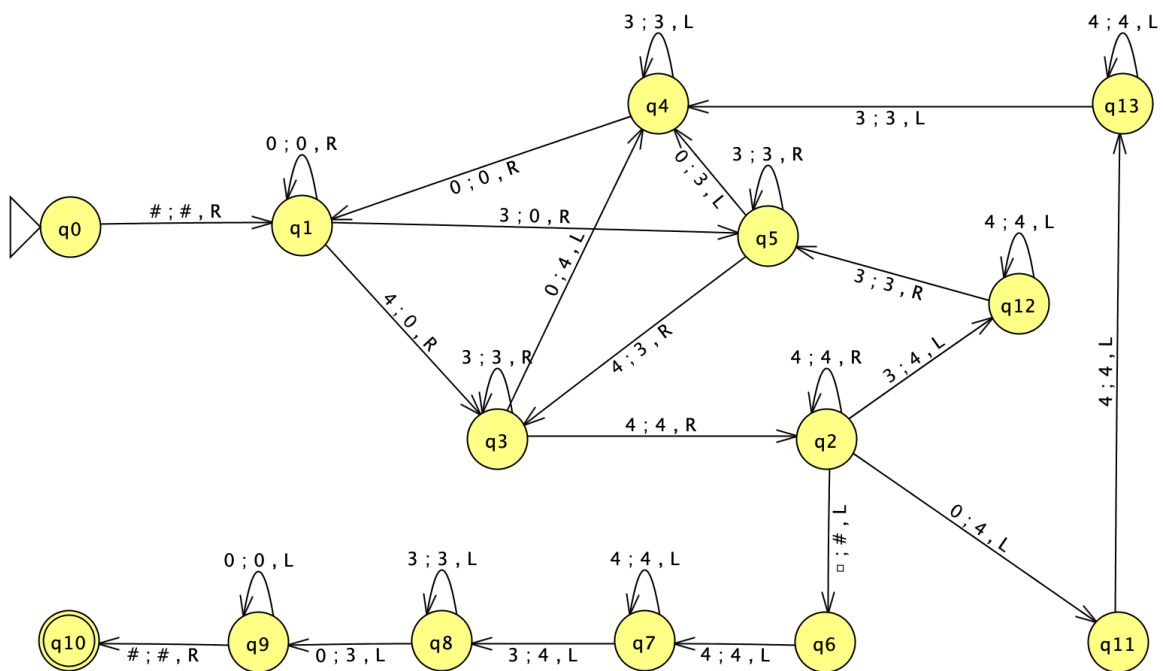 3 ; 3 , L
4 ; 4 , L
q4
q13
3 ; 3 , L
0 ; 0 , R
0 ; 0 , R
0 ; 3 , L
3 ; 3 , R
# ; # , R
3 ; 0 , R
4 ; 4 , L
q0
q1
q5
0 ; 4 , L
3 ; 3 , R
q12
4 ; 0 , R
4 ; 3 , R
3 ; 3 , R
4 ; 4 , R
3 ; 4 , L
4 ; 4 , L
q3
4 ; 4 , R
q2
0 ; 4 , L
□ ; # , L
0 ; 0 , L
3 ; 3 , L
4 ; 4 , L
q10
# ; # , R
q9
0 ; 3 , L
q8
3 ; 4 , L
q7
4 ; 4 , L
q6
q11